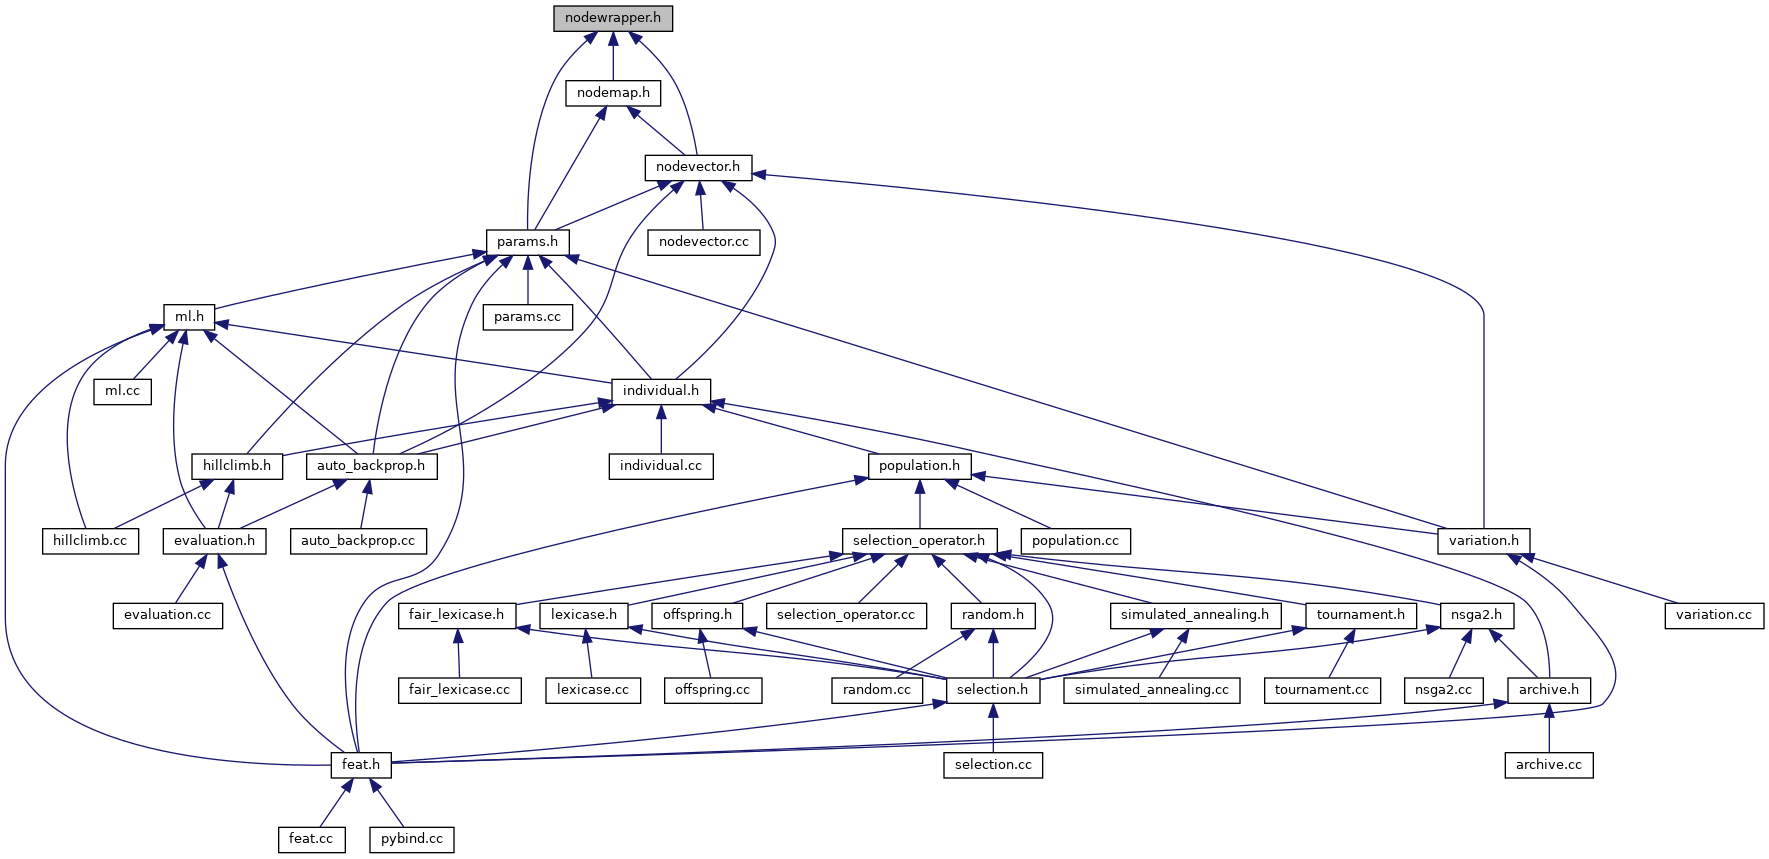 nodewrapper.h
nodemap.h
nodevector.h
params.h
nodevector.cc
ml.h
params.cc
ml.cc
individual.h
hillclimb.h
auto_backprop.h
individual.cc
population.h
hillclimb.cc
evaluation.h
auto_backprop.cc
selection_operator.h
population.cc
variation.h
evaluation.cc
fair_lexicase.h
lexicase.h
offspring.h
selection_operator.cc
random.h
simulated_annealing.h
tournament.h
nsga2.h
variation.cc
fair_lexicase.cc
lexicase.cc
offspring.cc
random.cc
selection.h
simulated_annealing.cc
tournament.cc
nsga2.cc
archive.h
feat.h
selection.cc
archive.cc
feat.cc
pybind.cc